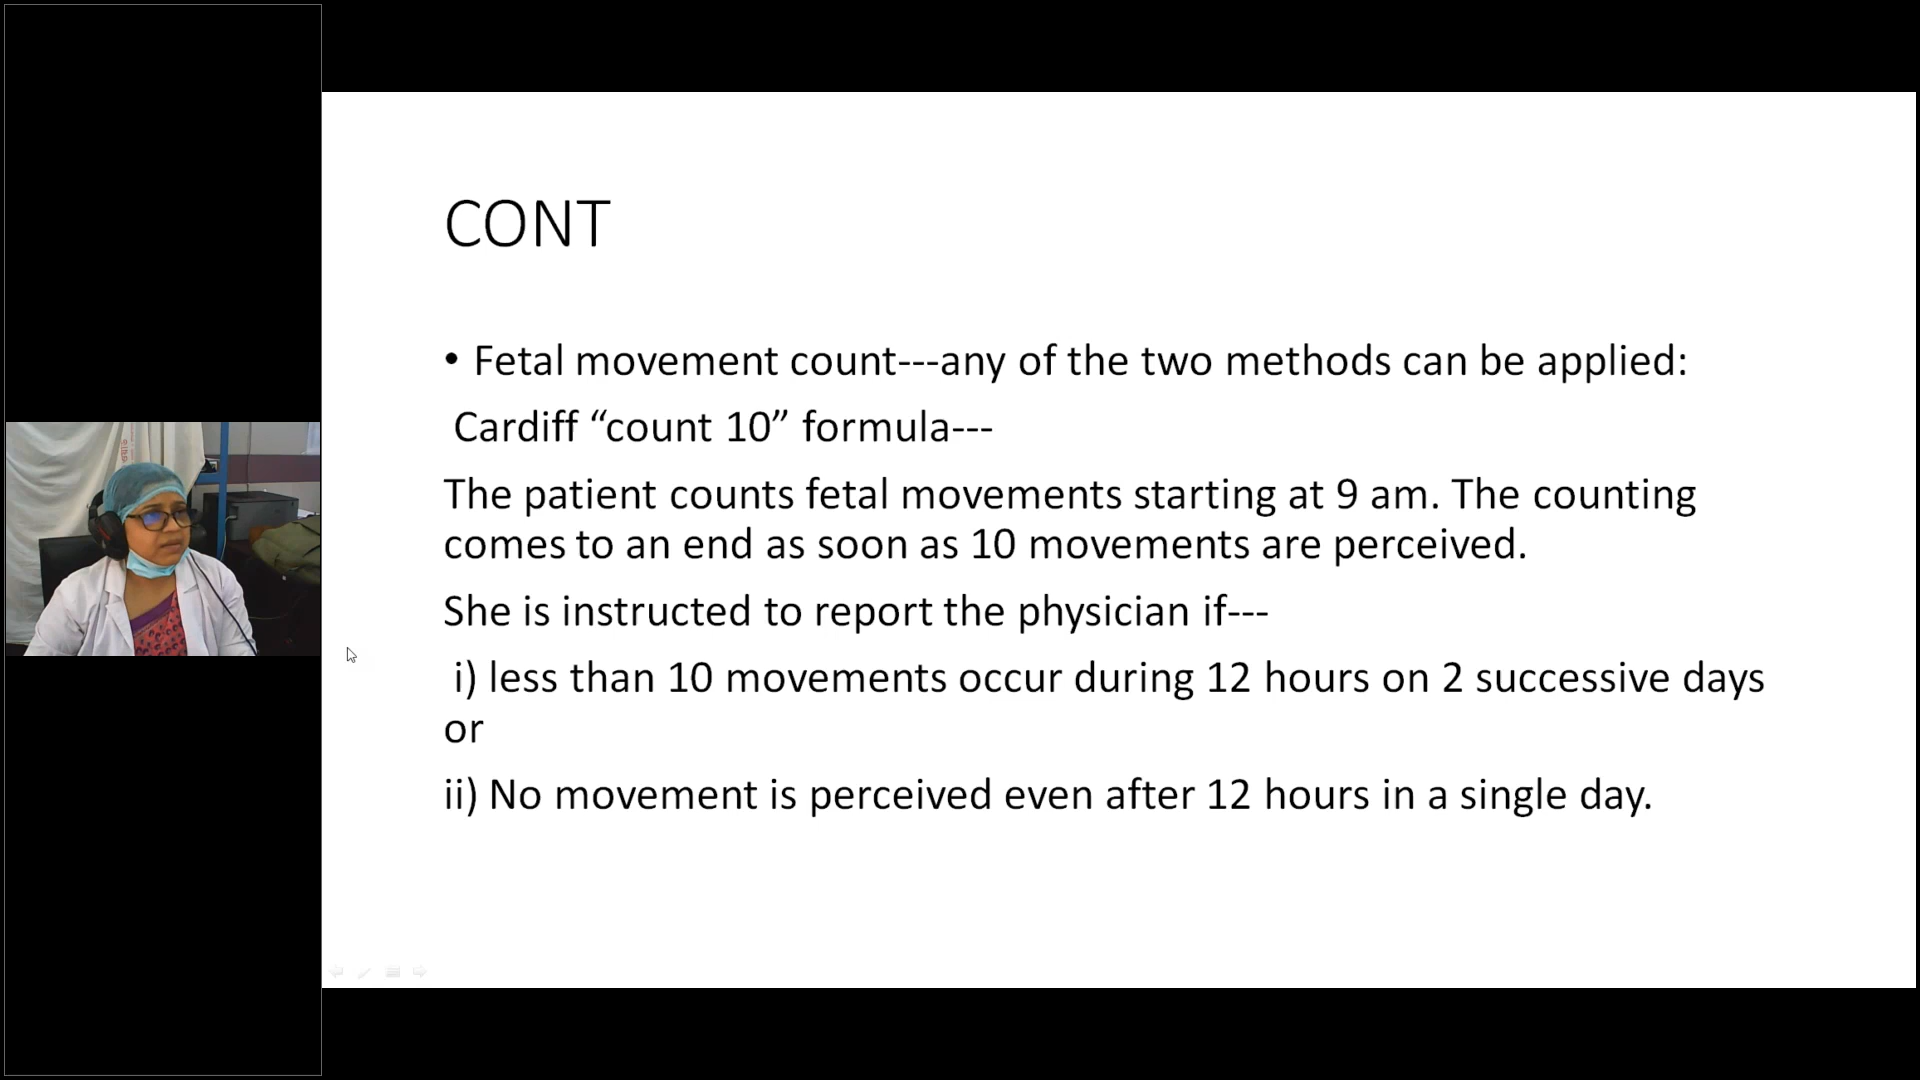 CONT
• Fetal movement count---any of the two methods can be applied:
Cardiff “count 10” formula---
The patient counts fetal movements starting at 9 am. The counting
comes to an end as soon as 10 movements are perceived.
She is instructed to report the physician if---
i) less than 10 movements occur during 12 hours on 2 successive days
or
ii) No movement is perceived even after 12 hours in a single day.